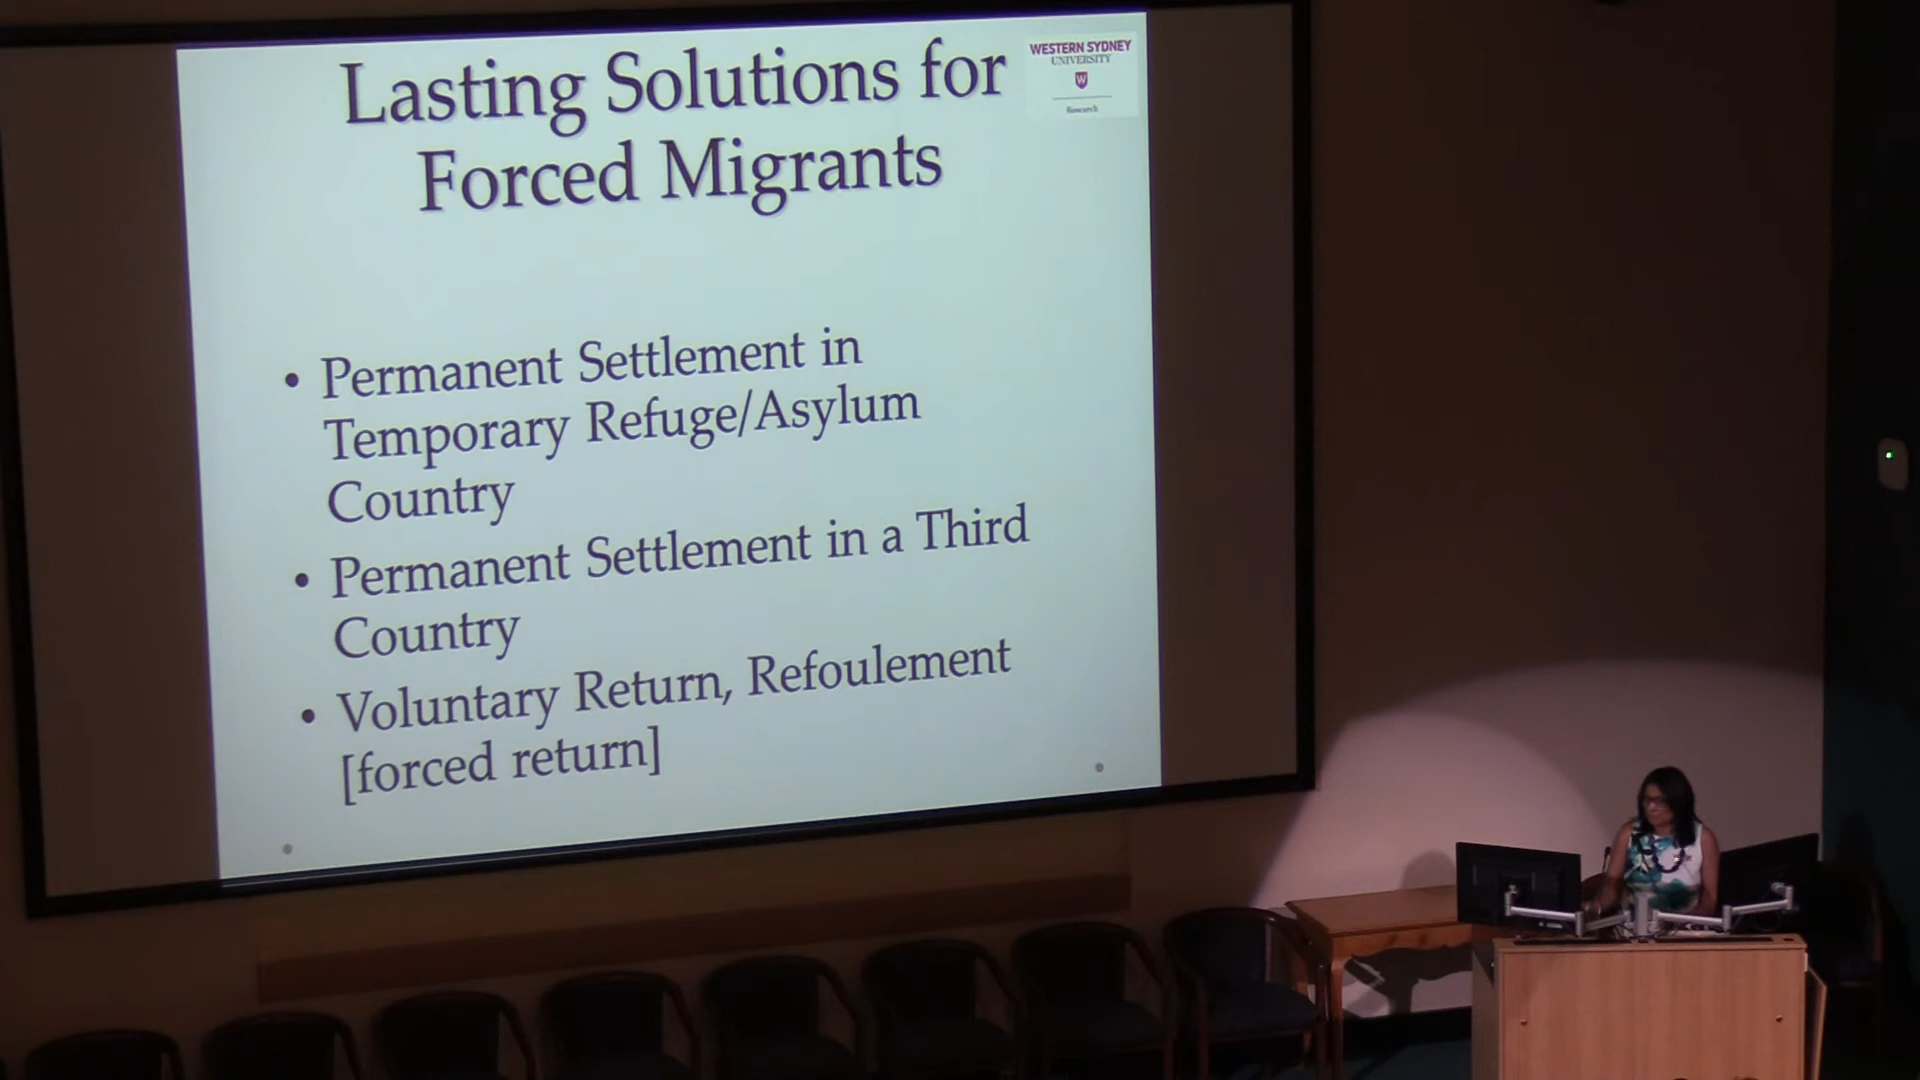 Lasting Solutions for
Forced Migrants
WESTERN SYDNEY
UNIVERSITY
W
Research
• Permanent Settlement in
Temporary Refuge/Asylum
Country
• Permanent Settlement in a Third
Country
• Voluntary Return, Refoulement
[forced return]